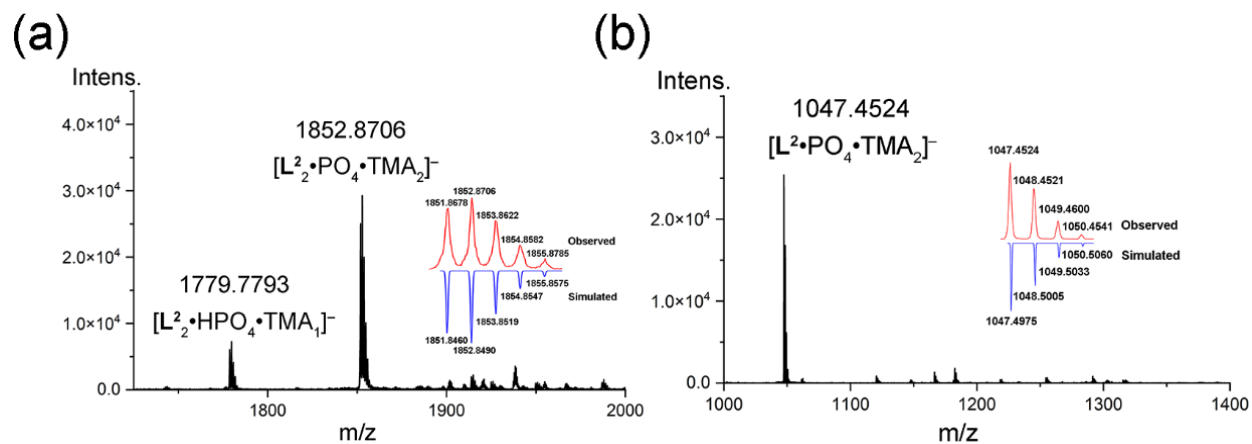 (a)
Intens.
4.0×10⁴
3.0×10⁴
2.0×10⁴
1.0×10⁴
0.0
1852.8706
[L²₂•PO₄•TMA₂]⁻
1779.7793
[L²₂•HPO₄•TMA₁]⁻
1851.8678
1852.8706
1853.8622
1854.8582
1855.8785
Observed
Simulated
1855.8575
1854.8547
1853.8519
1851.8460
1852.8490
1800
1900
2000
m/z
(b)
Intens.
3.0×10⁴
2.0×10⁴
1.0×10⁴
0.0
1047.4524
[L²•PO₄•TMA₂]⁻
1047.4524
1048.4521
1049.4600
1050.4541
Observed
Simulated
1050.5060
1049.5033
1048.5005
1047.4975
1000
1100
1200
1300
1400
m/z